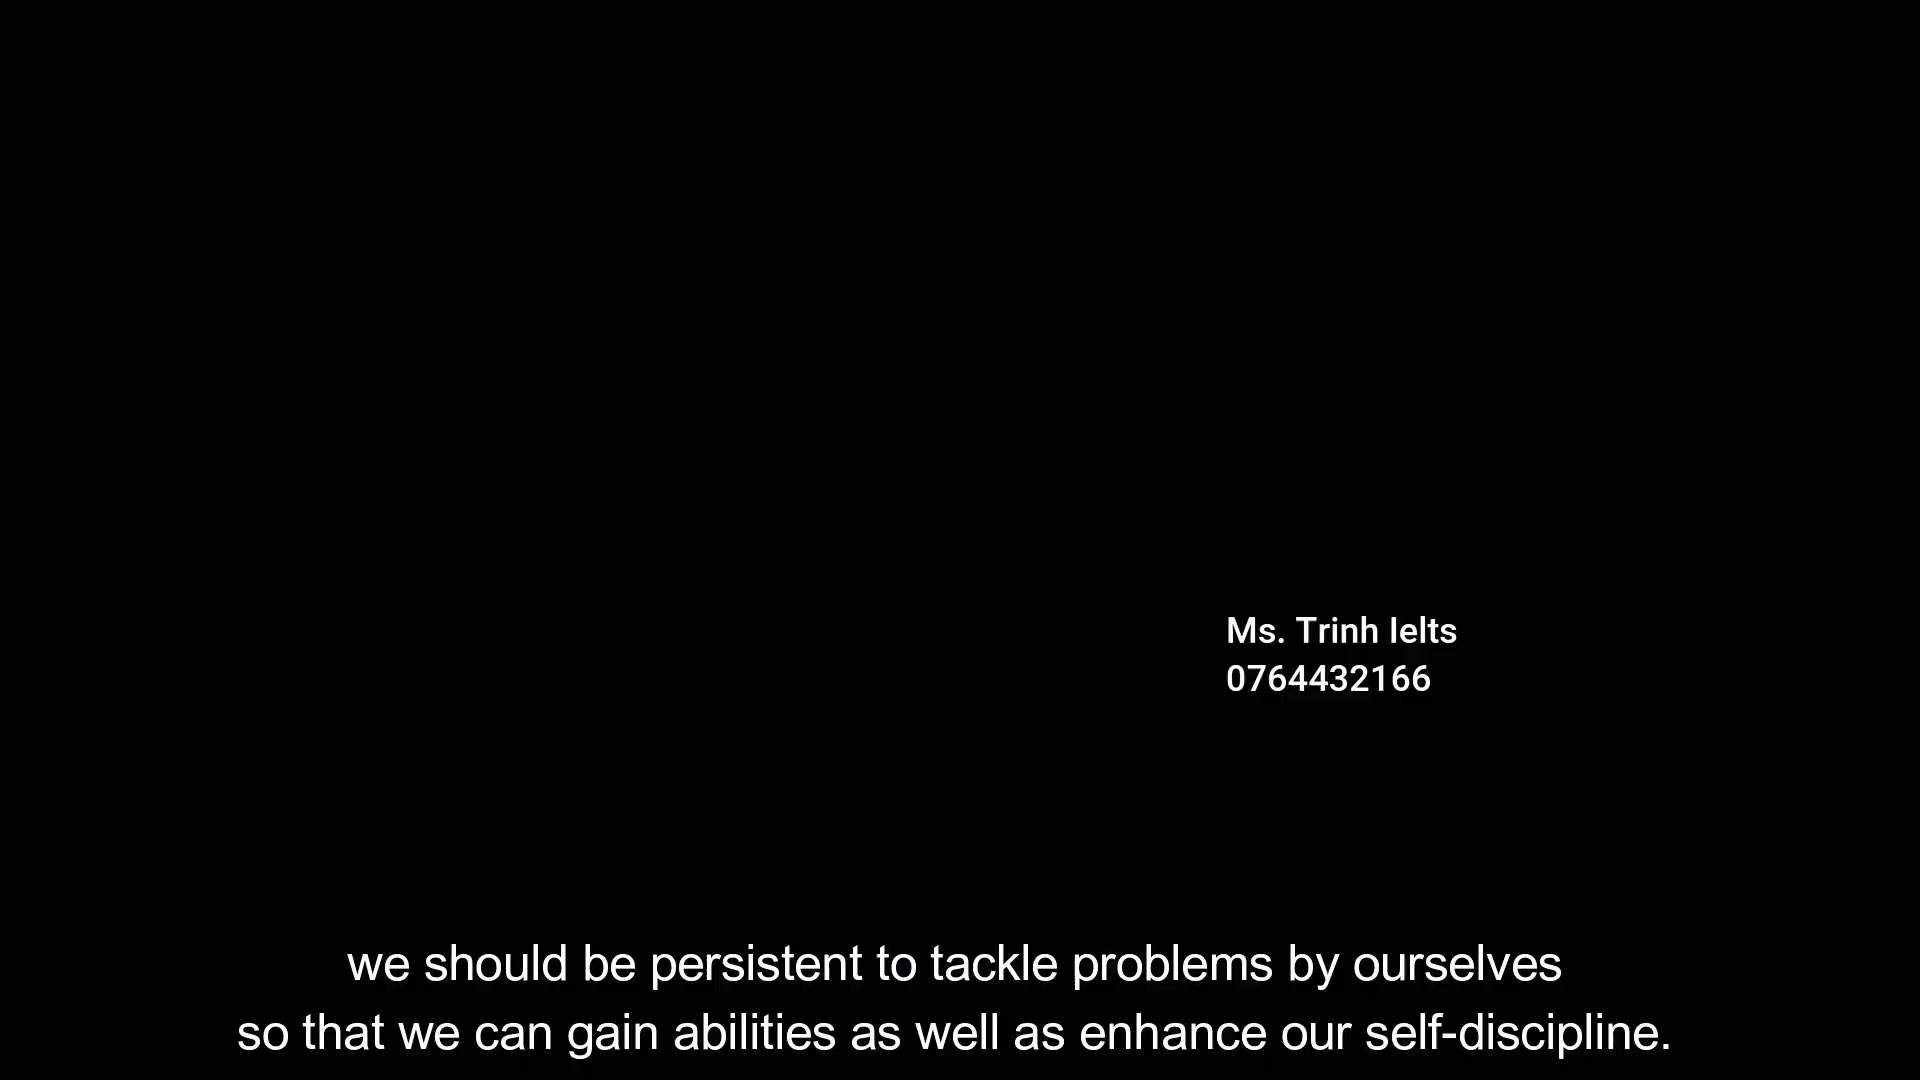 Ms. Trinh Ielts
0764432166
we should be persistent to tackle problems by ourselves
so that we can gain abilities as well as enhance our self-discipline.